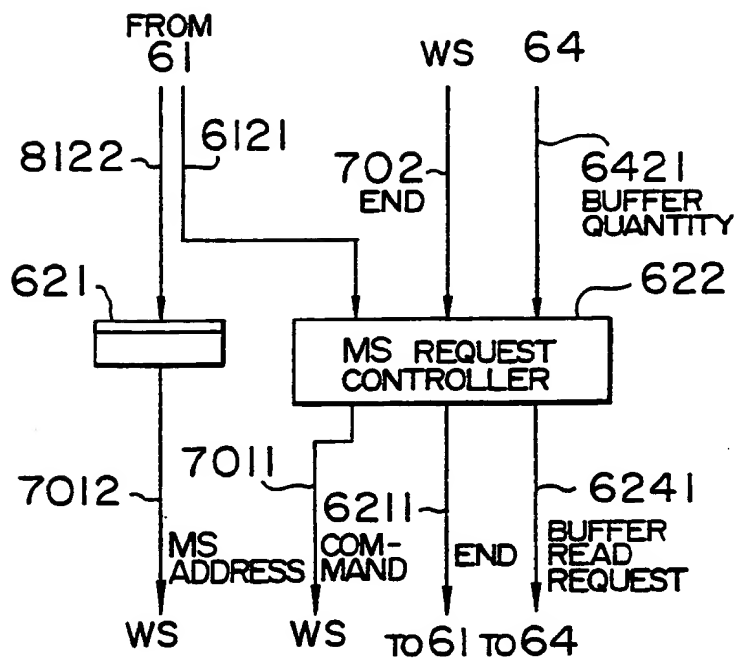 FROM
61
WS
64
8122
6121
702
END
6421
BUFFER
QUANTITY
621
622
MS REQUEST
CONTROLLER
7012
7011
6211
6241
MS
ADDRESS
COM-
MAND
END
BUFFER
READ
REQUEST
WS
WS
TO 61
TO 64